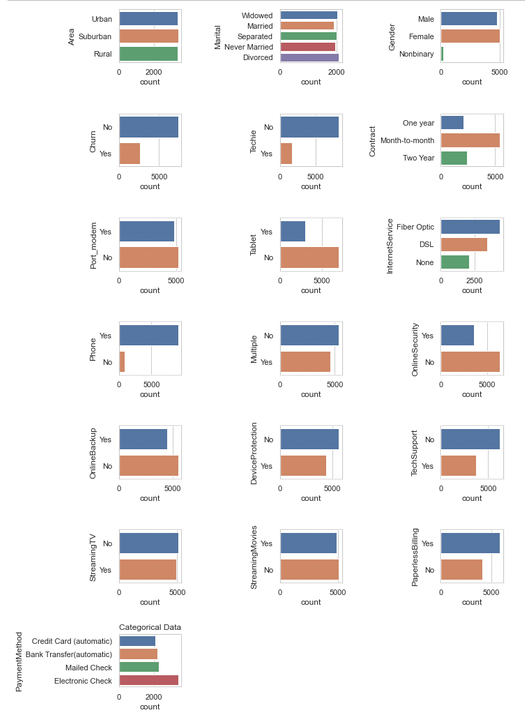 Area
Urban
Suburban
Rural
0 2000
count
Marital
Widowed
Married
Separated
Never Married
Divorced
0 2000
count
Gender
Male
Female
Nonbinary
0 5000
count
Churn
No
Yes
0 5000
count
Techie
No
Yes
0 5000
count
Contract
One year
Month-to-month
Two Year
0 5000
count
Port_modem
Yes
No
0 5000
count
Tablet
Yes
No
0 5000
count
InternetService
Fiber Optic
DSL
None
0 2500
count
Phone
Yes
No
0 5000
count
Multiple
No
Yes
0 5000
count
OnlineSecurity
Yes
No
0 5000
count
OnlineBackup
Yes
No
0 5000
count
DeviceProtection
No
Yes
0 5000
count
TechSupport
No
Yes
0 5000
count
StreamingTV
No
Yes
0 5000
count
StreamingMovies
Yes
No
0 5000
count
PaperlessBilling
Yes
No
0 5000
count
Categorical Data
PaymentMethod
Credit Card (automatic)
Bank Transfer(automatic)
Mailed Check
Electronic Check
0 2000
count